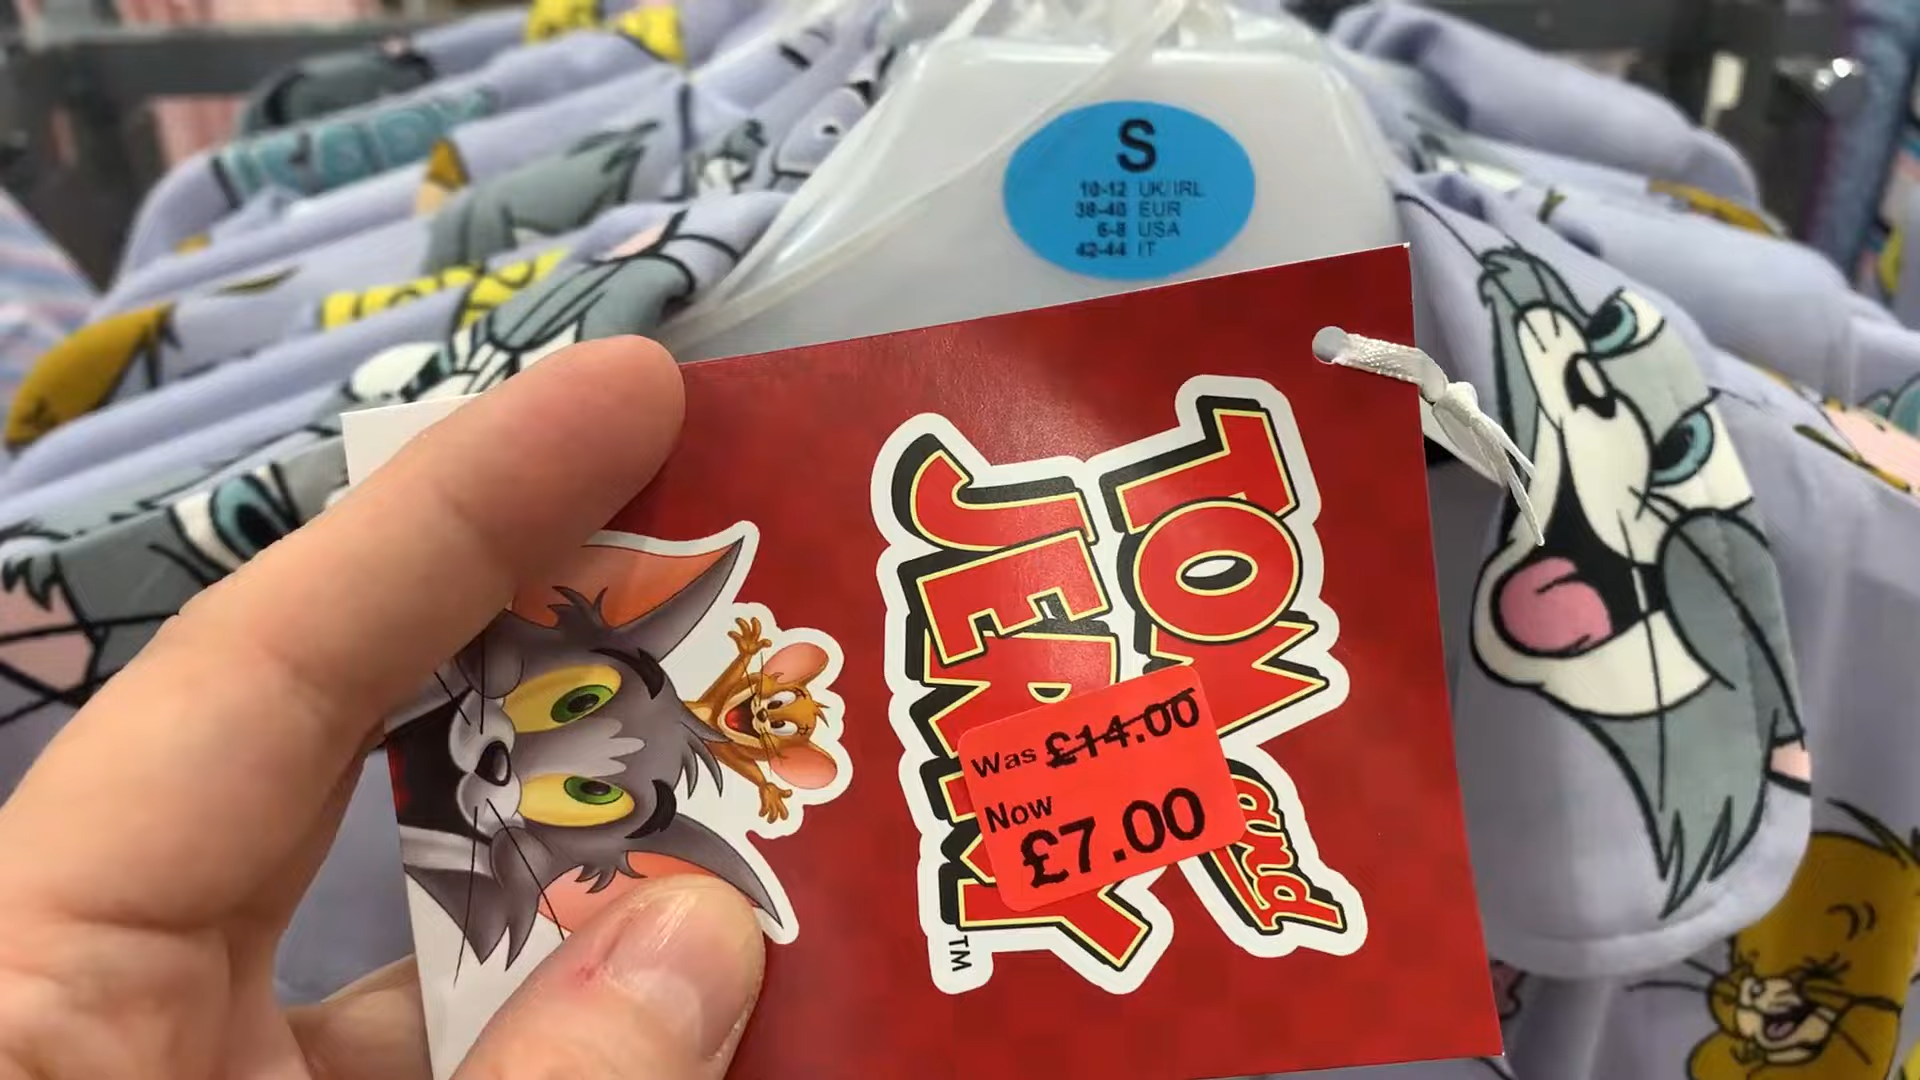 S
10-12 UK/IRL
38-40 EUR
6-8 USA
42-44 IT
TOM and
JERRY™
Was £14.00
Now
£7.00